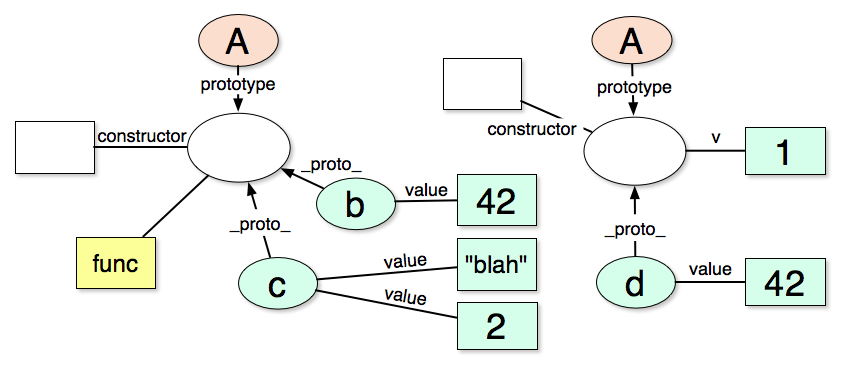 A
prototype
constructor
func
_proto_
b
value
42
_proto_
c
value
"blah"
value
2
A
prototype
constructor
v
1
_proto_
d
value
42